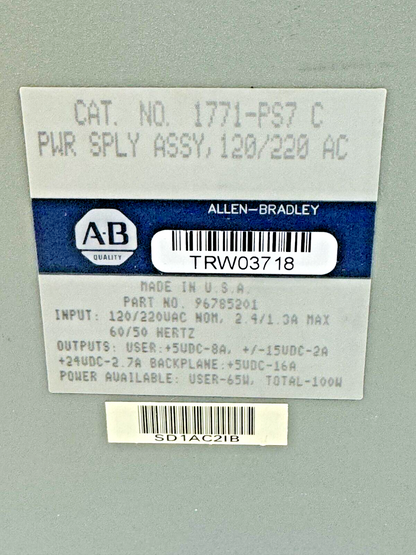 CAT. NO. 1771-PS7 C
PWR SPLY ASSY,120/220 AC
ALLEN-BRADLEY
A-B
QUALITY
TRW03718
MADE IN U.S.A.
PART NO. 96785201
INPUT: 120/220VAC NOM, 2.4/1.3A MAX
60/50 HERTZ
OUTPUTS: USER:+5VDC-8A, +/-15VDC-2A
+24VDC-2.7A BACKPLANE:+5VDC-16A
POWER AVAILABLE: USER-65W, TOTAL-100W
SD1AC2IB